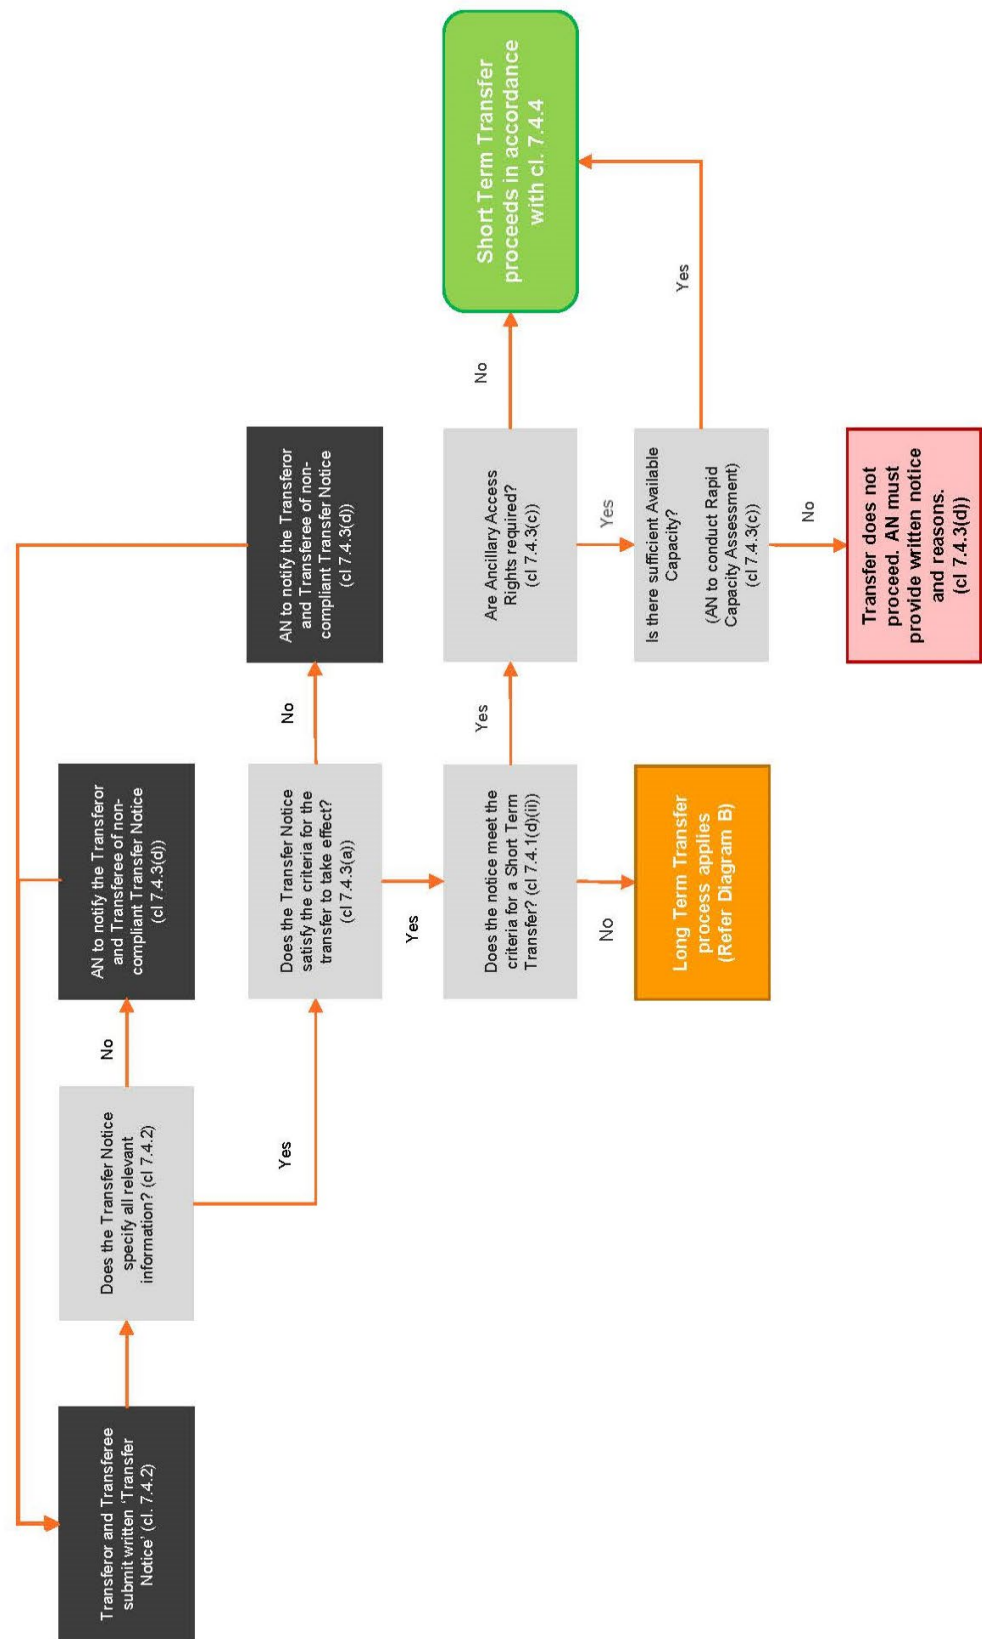 Transferor and Transferee
submit written ‘Transfer
Notice’ (cl. 7.4.2)
Does the Transfer Notice
specify all relevant
information? (cl 7.4.2)
No
AN to notify the Transferor
and Transferee of non-
compliant Transfer Notice
(cl 7.4.3(d))
Yes
Does the Transfer Notice
satisfy the criteria for the
transfer to take effect?
(cl 7.4.3(a))
No
AN to notify the Transferor
and Transferee of non-
compliant Transfer Notice
(cl 7.4.3(d))
Yes
Does the notice meet the
criteria for a Short Term
Transfer? (cl 7.4.1(d)(ii))
Yes
Are Ancillary Access
Rights required?
(cl 7.4.3(c))
No
Short Term Transfer
proceeds in accordance
with cl. 7.4.4
No
Long Term Transfer
process applies
(Refer Diagram B)
Yes
Is there sufficient Available
Capacity?
(AN to conduct Rapid
Capacity Assessment)
(cl 7.4.3(c))
Yes
No
Transfer does not
proceed. AN must
provide written notice
and reasons.
(cl 7.4.3(d))